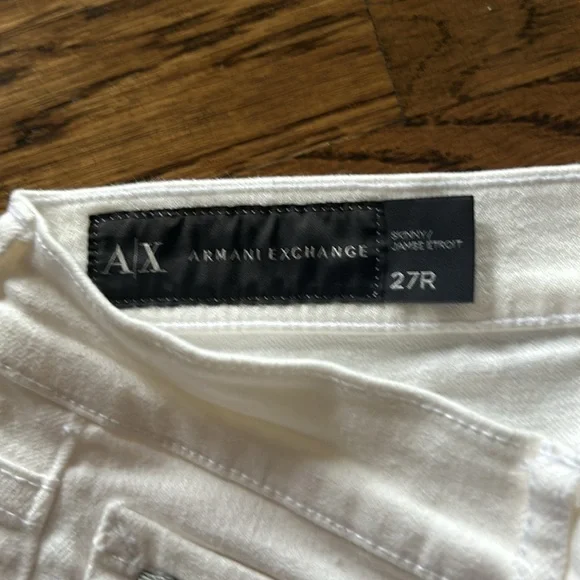 A|X ARMANI EXCHANGE
SKINNY/
JAMBE ETROIT
27R